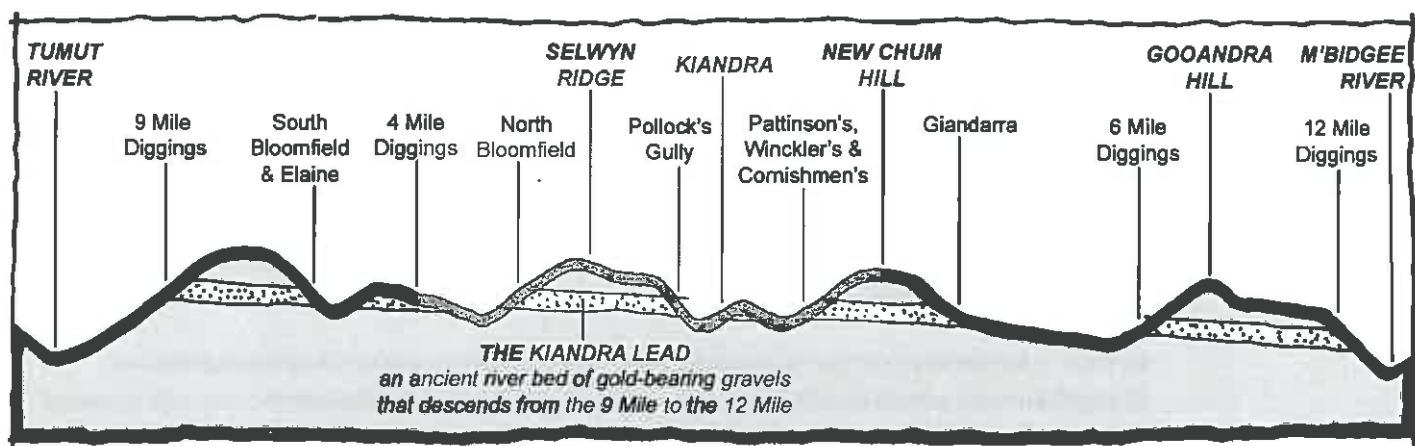 TUMUT
RIVER
SELWYN
RIDGE
KIANDRA
NEW CHUM
HILL
GOOANDRA
HILL
M'BIDGEE
RIVER
9 Mile
Diggings
South
Bloomfield
& Elaine
4 Mile
Diggings
North
Bloomfield
Pollock's
Gully
Pattinson's,
Winckler's &
Cornishmen's
Giandarra
6 Mile
Diggings
12 Mile
Diggings
THE KIANDRA LEAD
an ancient river bed of gold-bearing gravels
that descends from the 9 Mile to the 12 Mile